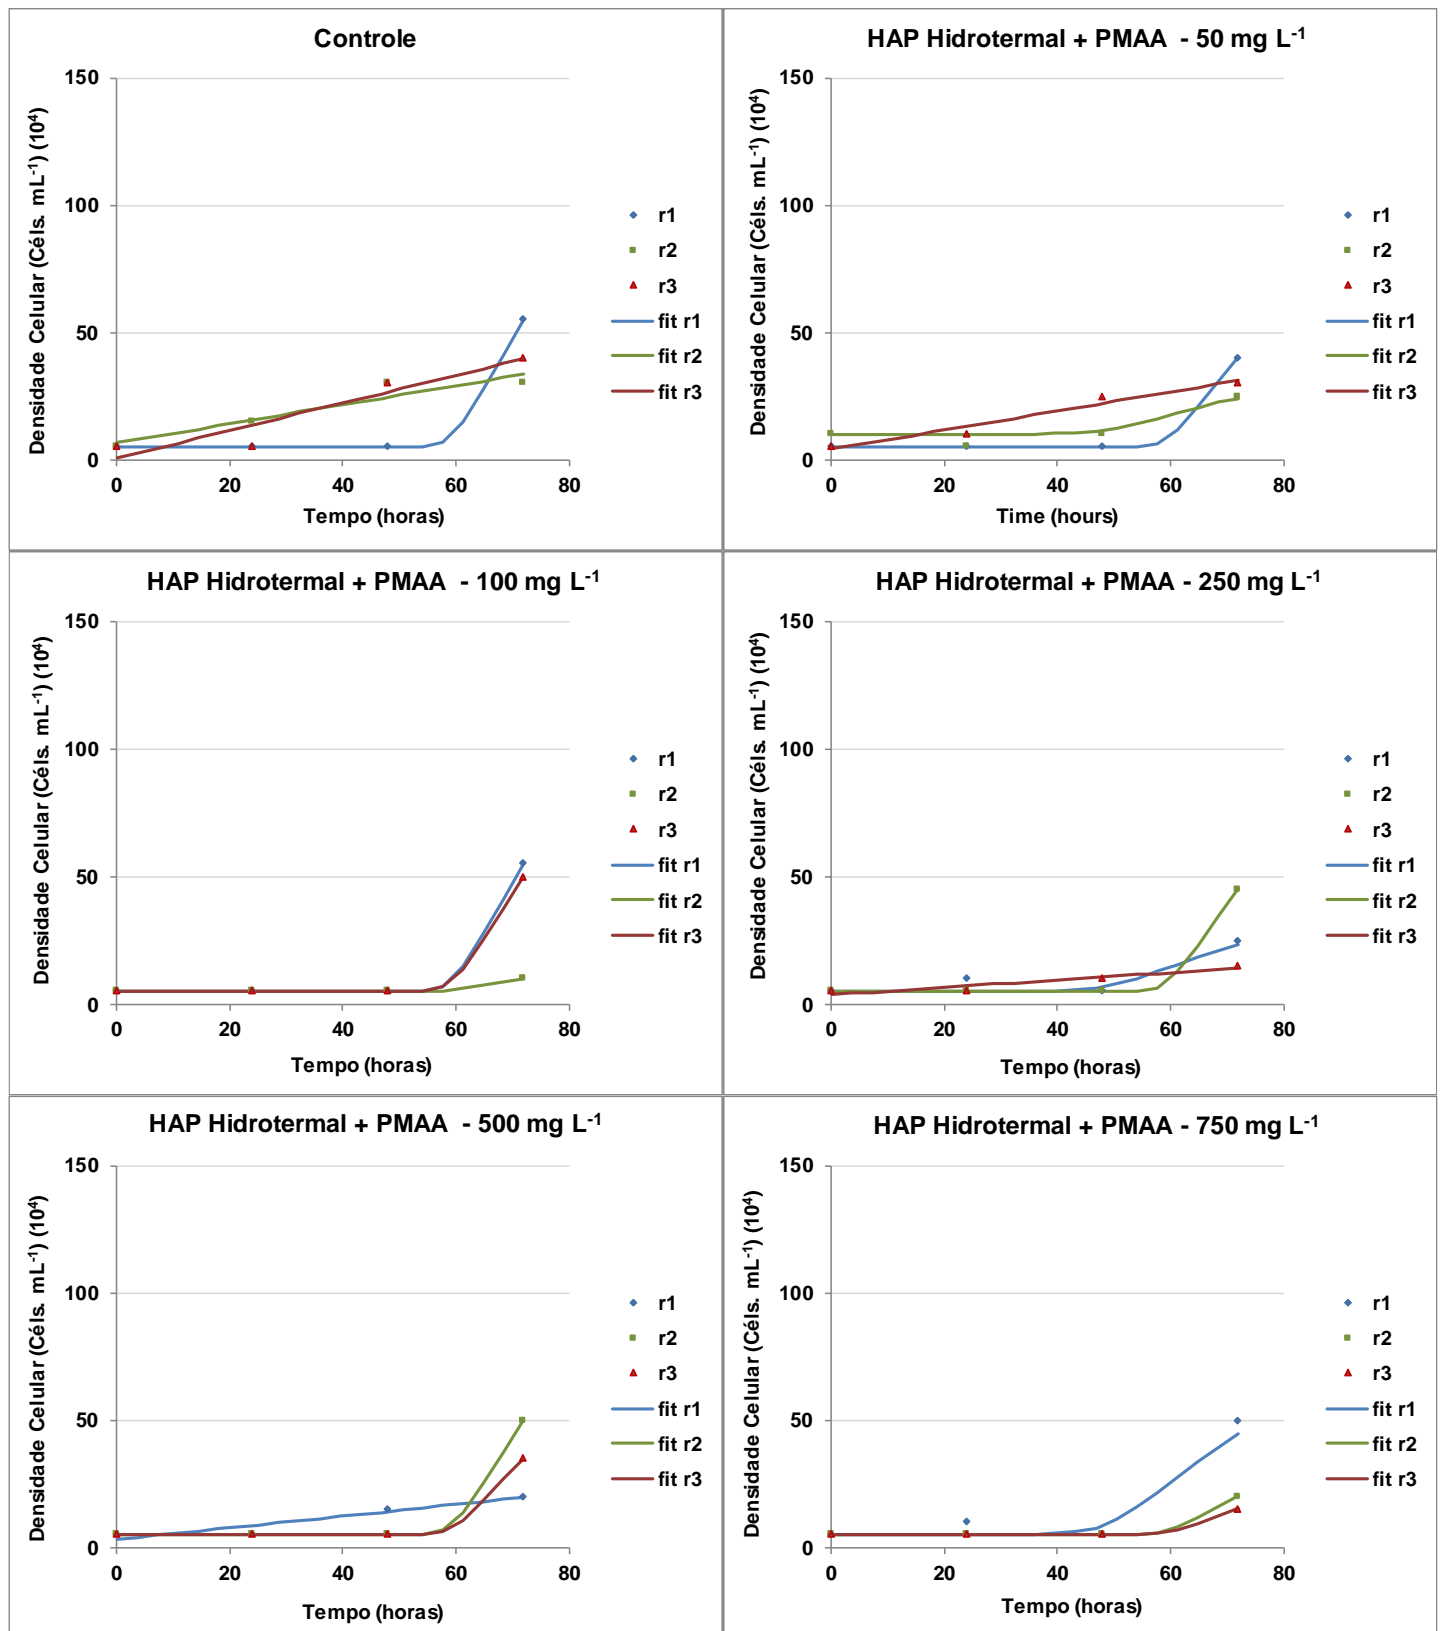 Controle
Densidade Celular (Céls. mL⁻¹) (10⁴)
150
100
50
0
0 20 40 60 80
Tempo (horas)
r1
r2
r3
fit r1
fit r2
fit r3
HAP Hidrotermal + PMAA - 50 mg L⁻¹
Densidade Celular (Céls. mL⁻¹) (10⁴)
150
100
50
0
0 20 40 60 80
Time (hours)
r1
r2
r3
fit r1
fit r2
fit r3
HAP Hidrotermal + PMAA - 100 mg L⁻¹
Densidade Celular (Céls. mL⁻¹) (10⁴)
150
100
50
0
0 20 40 60 80
Tempo (horas)
r1
r2
r3
fit r1
fit r2
fit r3
HAP Hidrotermal + PMAA - 250 mg L⁻¹
Densidade Celular (Céls. mL⁻¹) (10⁴)
150
100
50
0
0 20 40 60 80
Tempo (horas)
r1
r2
r3
fit r1
fit r2
fit r3
HAP Hidrotermal + PMAA - 500 mg L⁻¹
Densidade Celular (Céls. mL⁻¹) (10⁴)
150
100
50
0
0 20 40 60 80
Tempo (horas)
r1
r2
r3
fit r1
fit r2
fit r3
HAP Hidrotermal + PMAA - 750 mg L⁻¹
Densidade Celular (Céls. mL⁻¹) (10⁴)
150
100
50
0
0 20 40 60 80
Tempo (horas)
r1
r2
r3
fit r1
fit r2
fit r3